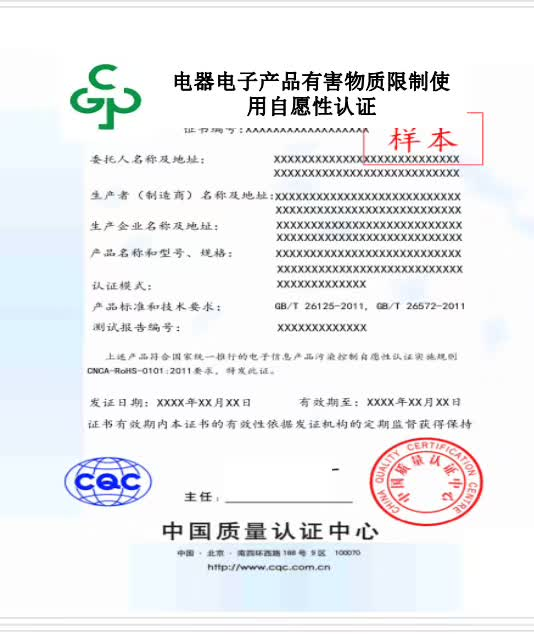 CGP
电器电子产品有害物质限制使
用自愿性认证
证书编号:XXXXXXXXXXXXXXXXXX
样本
委托人名称及地址: XXXXXXXXXXXXXXXXXXXXXXXXXXX
XXXXXXXXXXXXXXXXXXXXXXXXXXX
生产者（制造商）名称及地址:XXXXXXXXXXXXXXXXXXXXXXXXXXX
XXXXXXXXXXXXXXXXXXXXXXXXXXX
生产企业名称及地址: XXXXXXXXXXXXXXXXXXXXXXXXXXX
XXXXXXXXXXXXXXXXXXXXXXXXXXX
产品名称和型号、规格: XXXXXXXXXXXXXXXXXXXXXXXXXXX
XXXXXXXXXXXXXXXXXXXXXXXXXXX
认证模式: XXXXXXXXXXXXX
产品标准和技术要求: GB/T 26125-2011, GB/T 26572-2011
测试报告编号: XXXXXXXXXXXXX
上述产品符合国家统一推行的电子信息产品污染控制自愿性认证实施规则
CNCA-RoHS-0101:2011要求，特发此证。
发证日期: XXXX年XX月XX日 有效期至: XXXX年XX月XX日
证书有效期内本证书的有效性依据发证机构的定期监督获得保持
CQC
主任:
CHINA QUALITY CERTIFICATION CENTRE
中国质量认证中心
中国质量认证中心
中国·北京·南四环西路188号9区 100070
http://www.cqc.com.cn